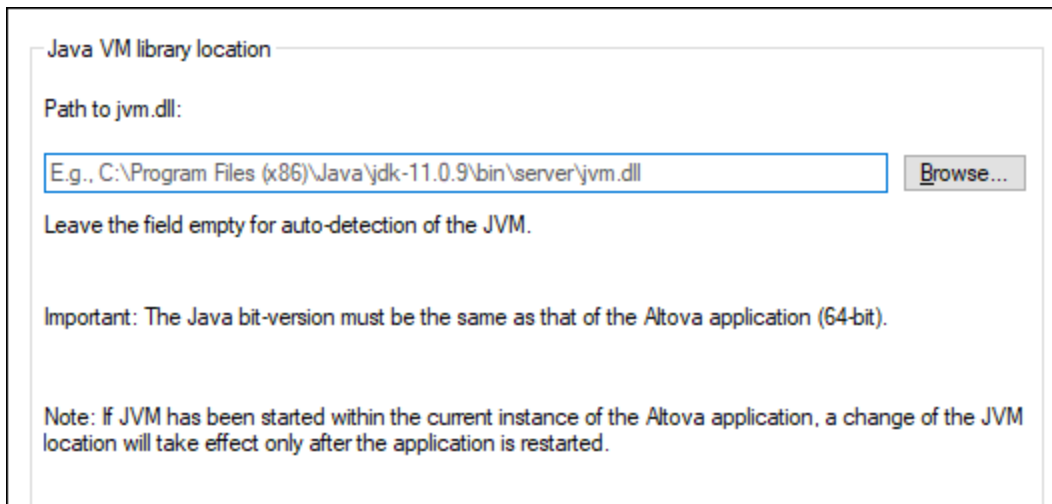 Java VM library location
Path to jvm.dll:
E.g., C:\Program Files (x86)\Java\jdk-11.0.9\bin\server\jvm.dll
Browse...
Leave the field empty for auto-detection of the JVM.
Important: The Java bit-version must be the same as that of the Altova application (64-bit).
Note: If JVM has been started within the current instance of the Altova application, a change of the JVM
location will take effect only after the application is restarted.